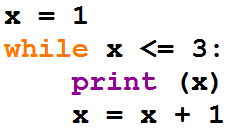 x = 1
while x <= 3:
    print (x)
    x = x + 1